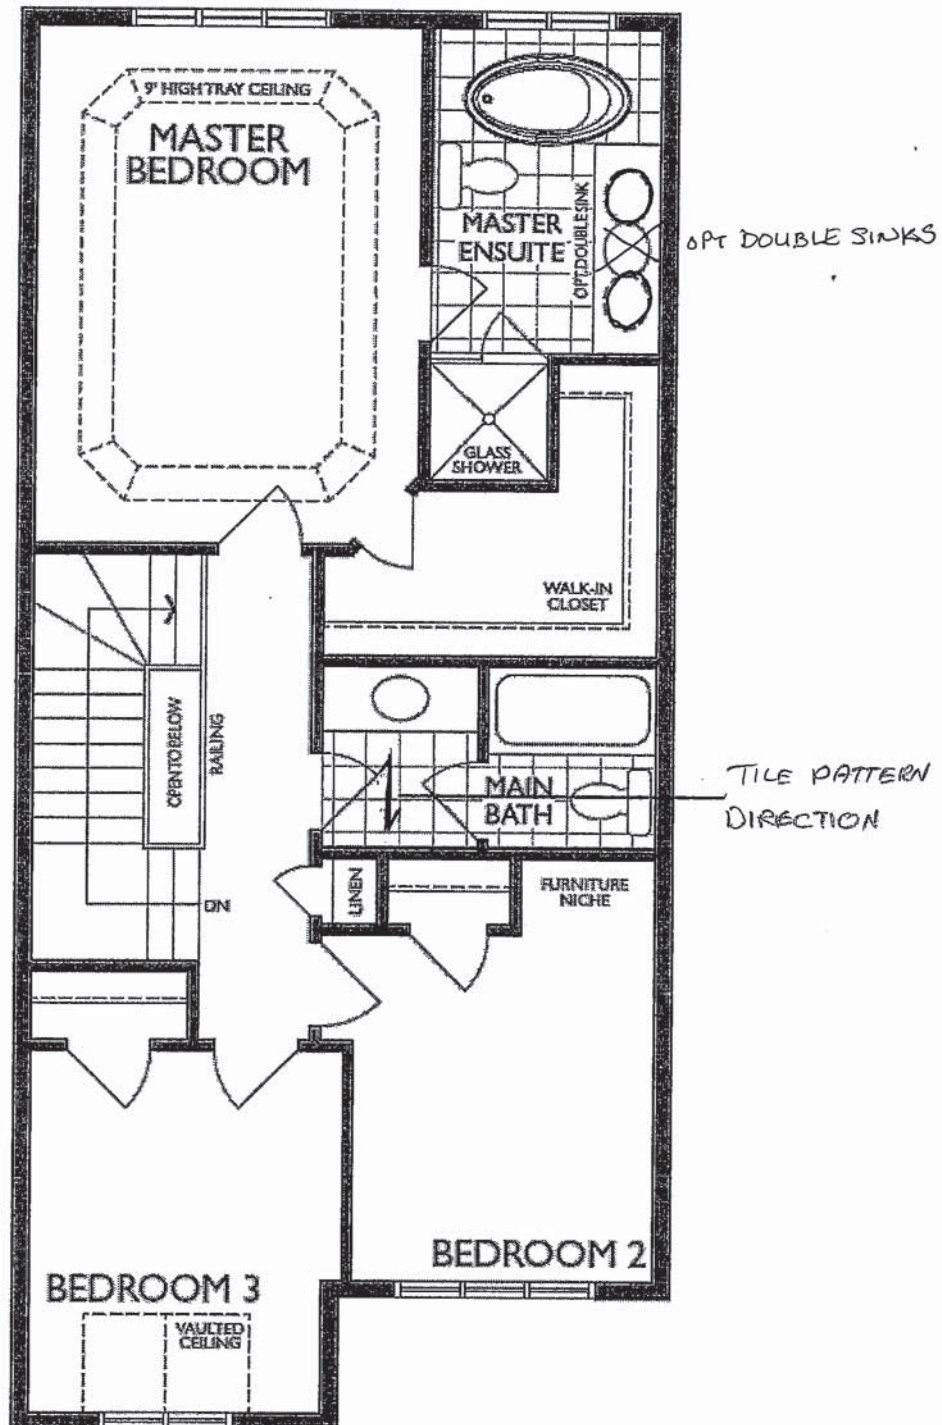 9' HIGH TRAY CEILING
MASTER
BEDROOM
MASTER
ENSUITE
OPT DOUBLE SINK
OPT DOUBLE SINKS
GLASS
SHOWER
WALK-IN
CLOSET
OPEN TO BELOW
RAILING
MAIN
BATH
TILE PATTERN
DIRECTION
DN
LINEN
FURNITURE
NICHE
BEDROOM 2
BEDROOM 3
VAULTED
CEILING